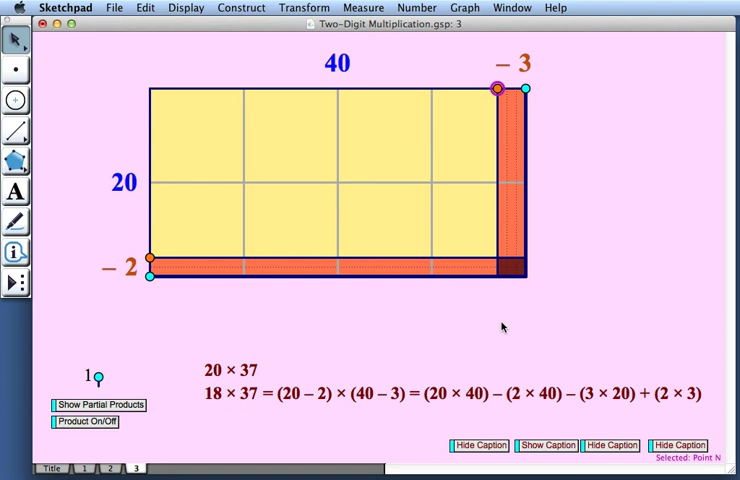 Sketchpad File Edit Display Construct Transform Measure Number Graph Window Help
Two-Digit Multiplication.gsp: 3
40 – 3
20
– 2
1
20 × 37
18 × 37 = (20 – 2) × (40 – 3) = (20 × 40) – (2 × 40) – (3 × 20) + (2 × 3)
Show Partial Products
Product On/Off
Hide Caption Show Caption Hide Caption Hide Caption
Selected: Point N
Title 1 2 3
A
i